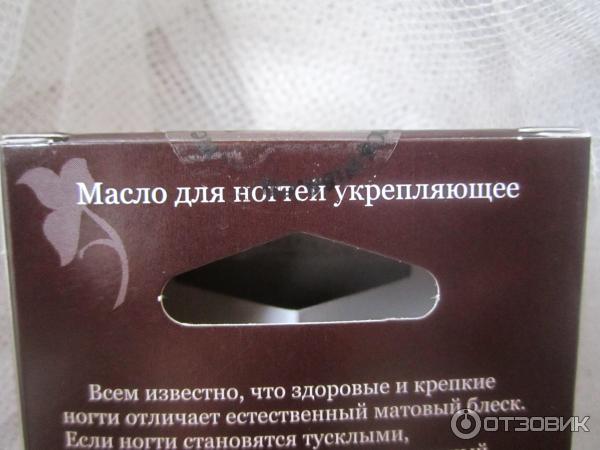 Масло для ногтей укрепляющее
Всем известно, что здоровые и крепкие
ногти отличает естественный матовый блеск.
Если ногти становятся тусклыми,
ОТЗОВИК